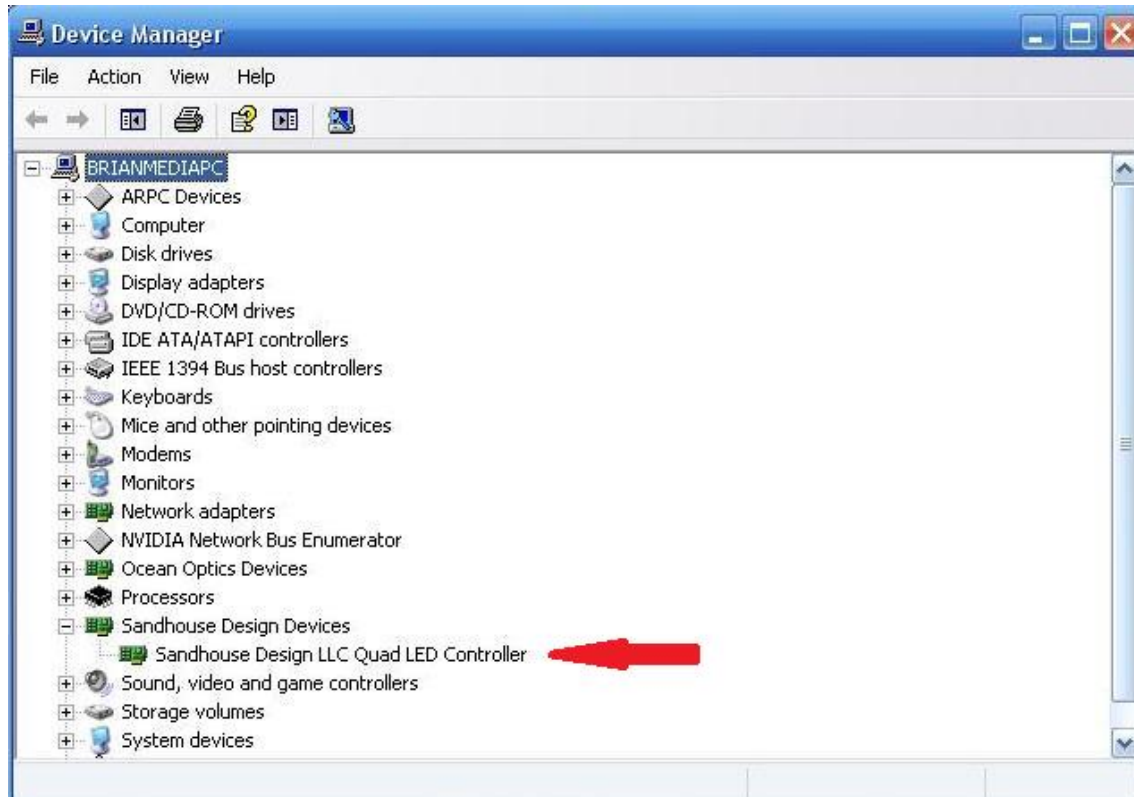 Device Manager
File Action View Help
BRIANMEDIAPC
ARPC Devices
Computer
Disk drives
Display adapters
DVD/CD-ROM drives
IDE ATA/ATAPI controllers
IEEE 1394 Bus host controllers
Keyboards
Mice and other pointing devices
Modems
Monitors
Network adapters
NVIDIA Network Bus Enumerator
Ocean Optics Devices
Processors
Sandhouse Design Devices
Sandhouse Design LLC Quad LED Controller
Sound, video and game controllers
Storage volumes
System devices